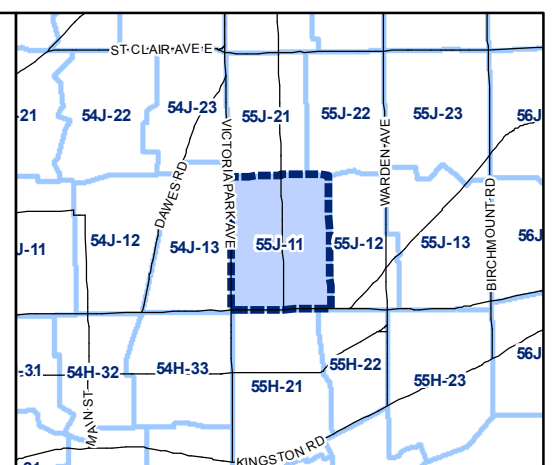 ST CLAIR AVE E
-21
54J-22
54J-23
55J-21
55J-22
55J-23
56J
VICTORIA PARK AVE
WARDEN AVE
DAWES RD
BIRCHMOUNT RD
J-11
54J-12
54J-13
55J-11
55J-12
55J-13
56J
-31
54H-32
54H-33
55H-21
55H-22
55H-23
56J
MAIN ST
KINGSTON RD